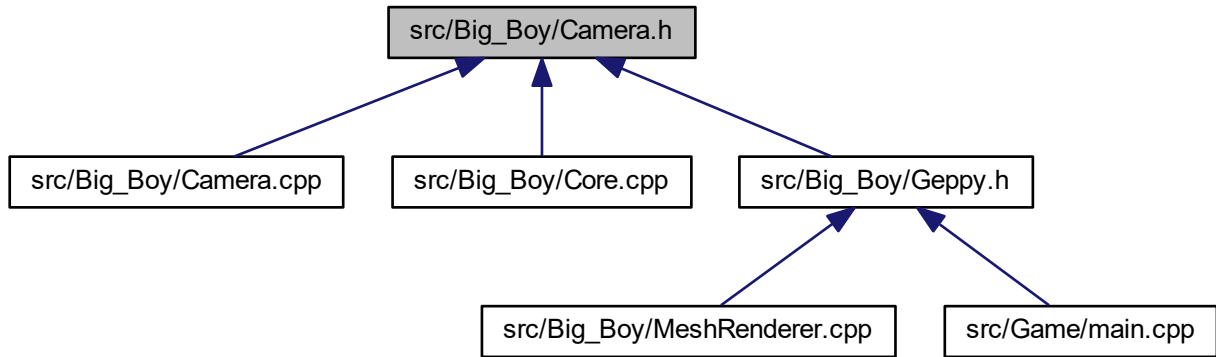 src/Big_Boy/Camera.h
src/Big_Boy/Camera.cpp
src/Big_Boy/Core.cpp
src/Big_Boy/Geppy.h
src/Big_Boy/MeshRenderer.cpp
src/Game/main.cpp